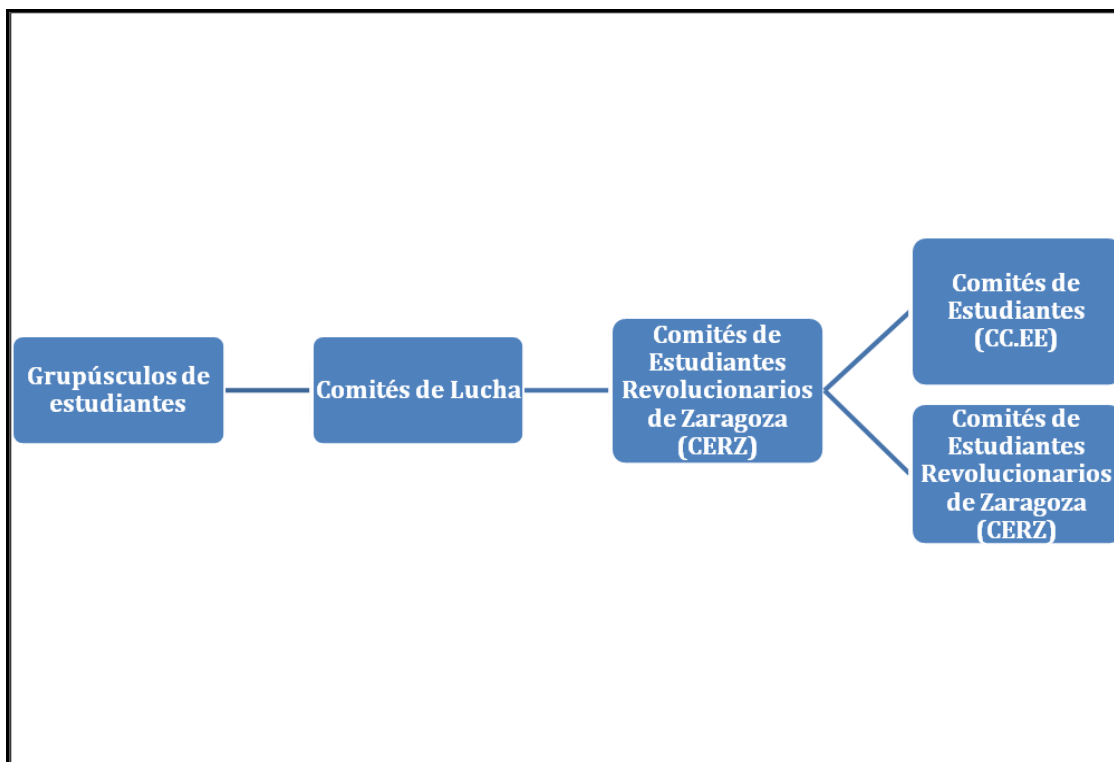 Grupúsculos de
estudiantes
Comités de Lucha
Comités de
Estudiantes
Revolucionarios
de Zaragoza
(CERZ)
Comités de
Estudiantes
(CC.EE)
Comités de
Estudiantes
Revolucionarios
de Zaragoza
(CERZ)